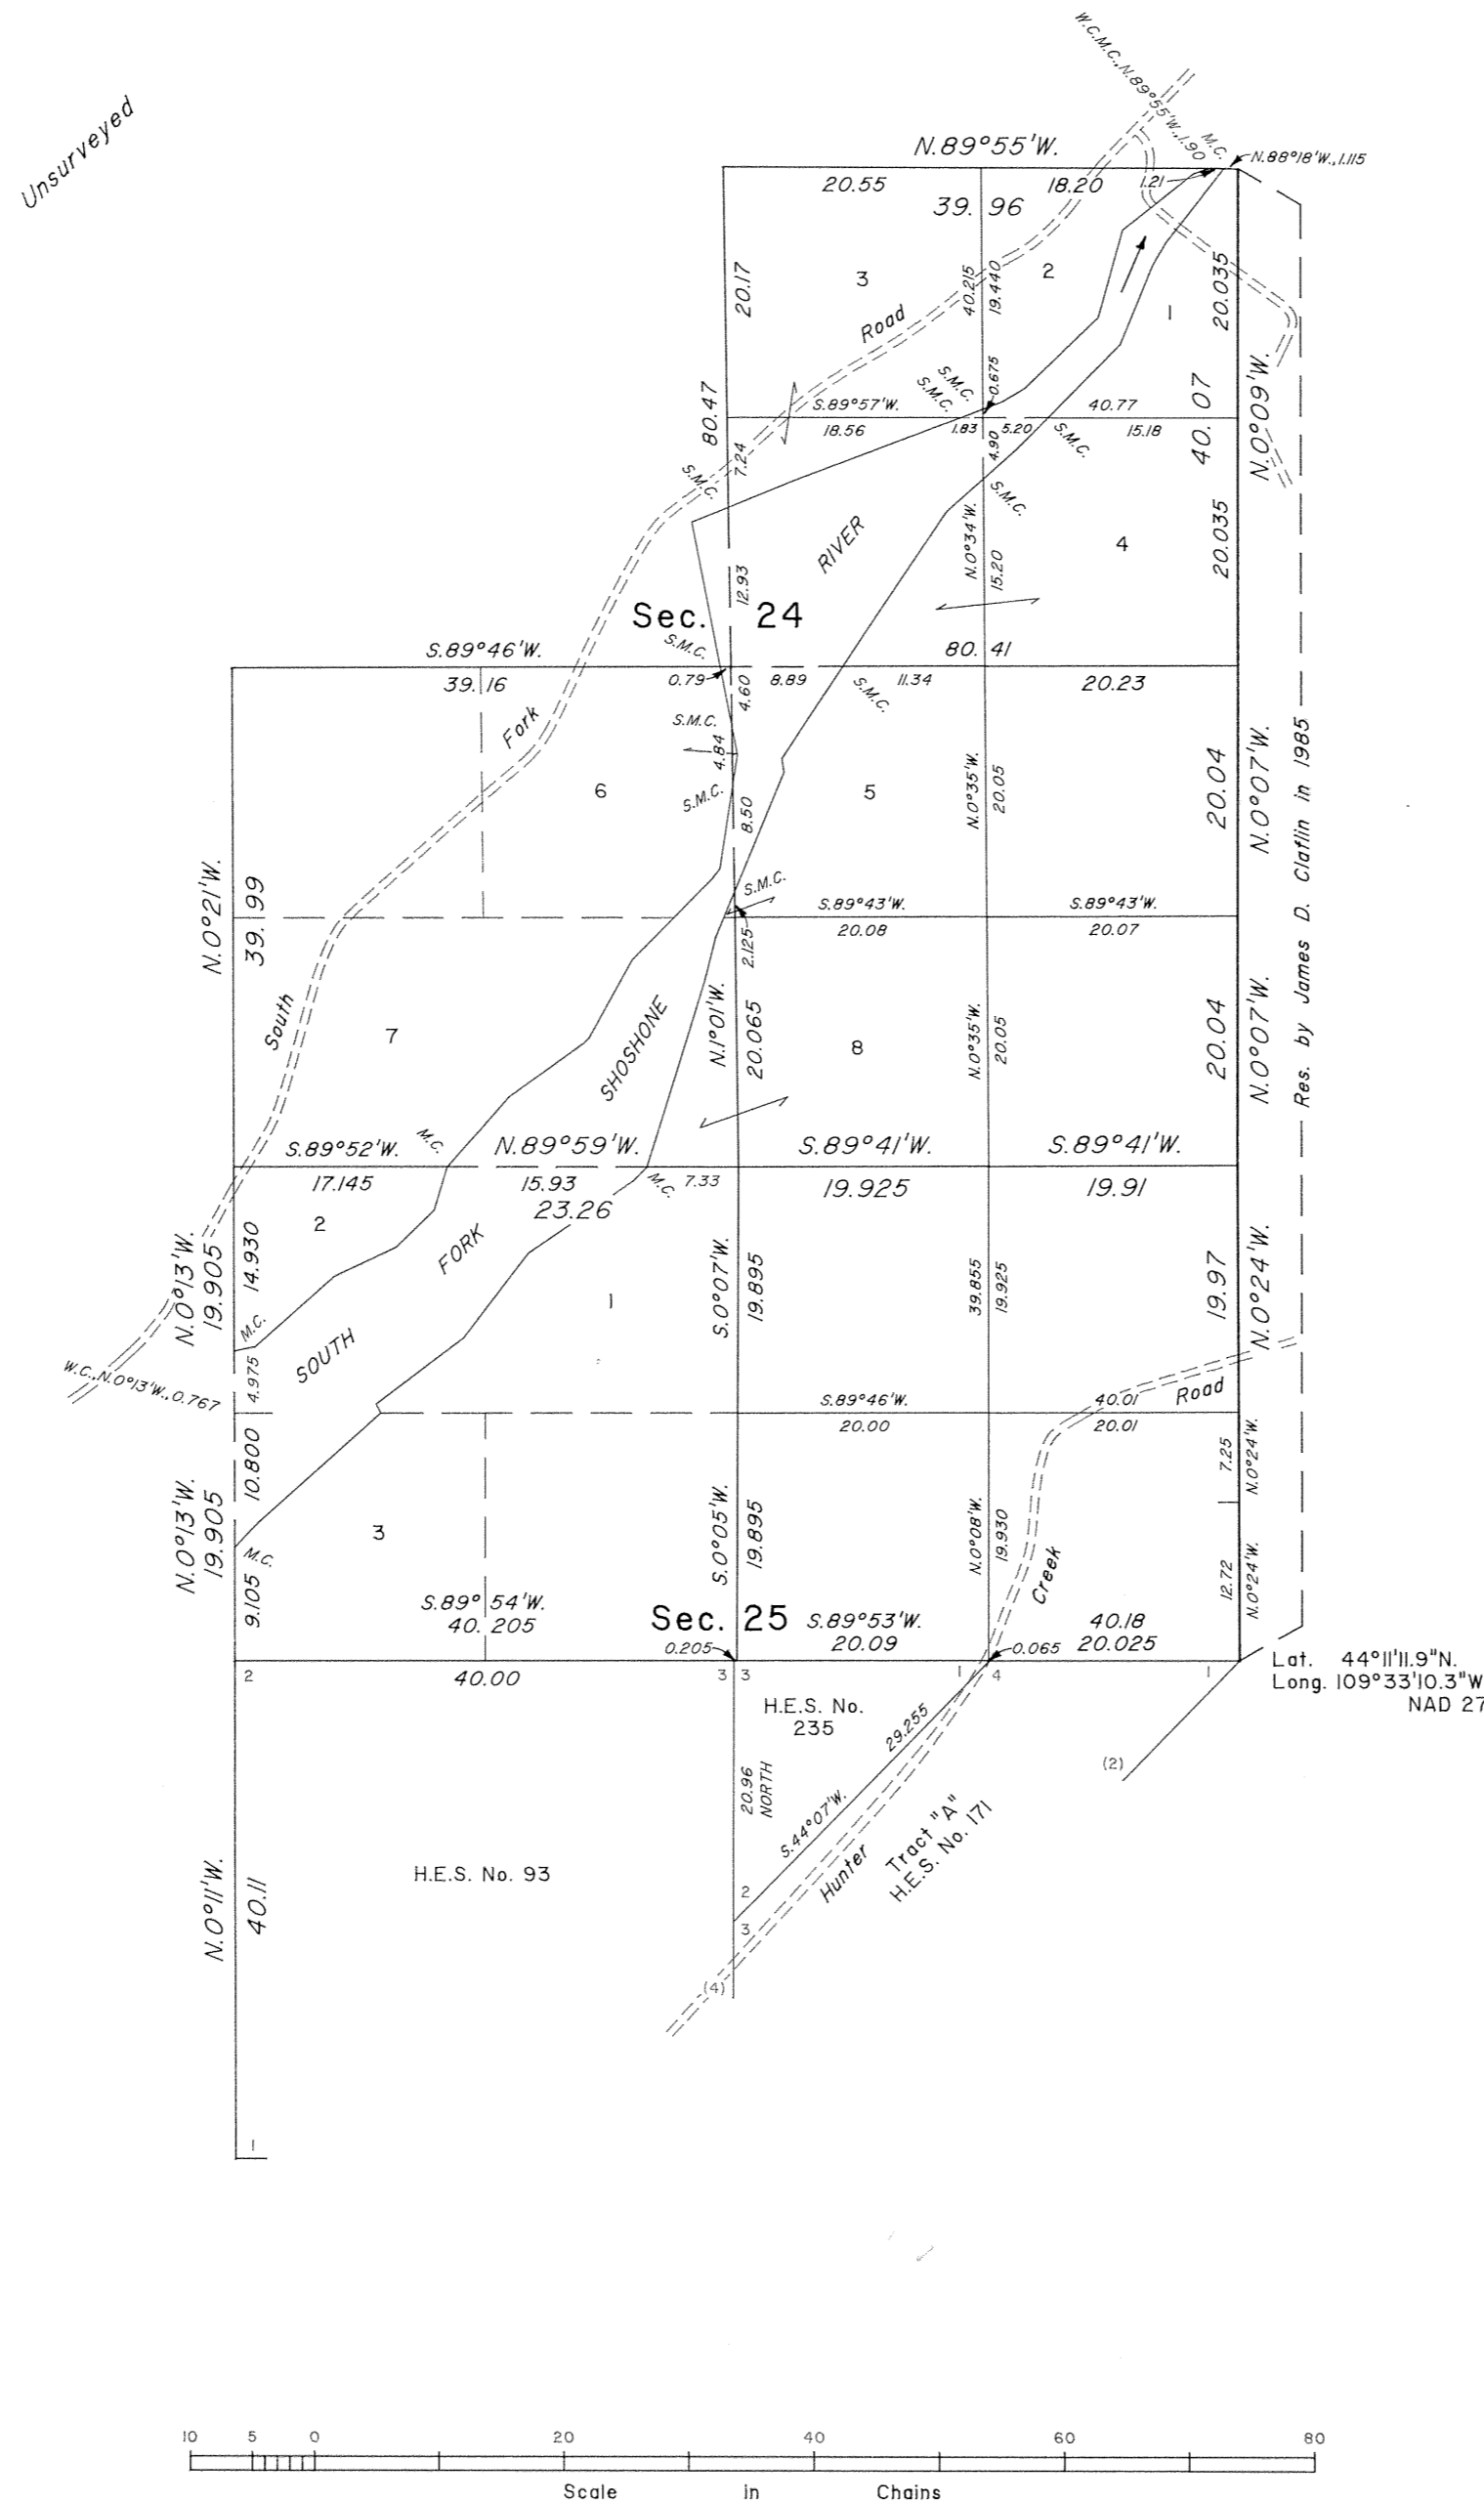 Unsurveyed
W.C.M.C., N.89°55'W., 1.90
M.C.
N.88°18'W., 1.115
N.89°55'W.
20.55
18.20
1.21
39.96
20.17
3
40.215
19.440
2
1
20.035
Road
80.47
S.M.C.
S.M.C.
0.675
N.0°09'W.
40.07
S.89°57'W.
40.77
18.56
1.83
5.20
15.18
7.24
4.90
S.M.C.
S.M.C.
S.M.C.
RIVER
N.0°34'W.
15.20
4
20.035
12.93
Sec. 24
S.M.C.
S.89°46'W.
80.41
39.16
0.79
4.60
8.89
11.34
20.23
S.M.C.
S.M.C.
Fork
4.84
6
S.M.C.
5
8.50
N.0°35'W.
20.05
20.04
N.0°07'W.
Res. by James D. Claflin in 1985
N.0°21'W.
39.99
S.M.C.
S.89°43'W.
S.89°43'W.
20.08
20.07
2.125
South
7
SHOSHONE
N.1°01'W.
20.065
8
N.0°35'W.
20.05
20.04
N.0°07'W.
M.C.
S.89°52'W.
N.89°59'W.
S.89°41'W.
S.89°41'W.
17.145
15.93
M.C.
7.33
19.925
19.91
23.26
2
FORK
N.0°13'W.
19.905
14.930
1
S.0°07'W.
19.895
39.855
19.925
19.97
N.0°24'W.
M.C.
SOUTH
W.C., N.0°13'W., 0.767
4.975
S.89°46'W.
40.01
Road
20.00
20.01
10.800
7.25
N.0°24'W.
N.0°13'W.
19.905
3
M.C.
S.0°05'W.
19.895
N.0°08'W.
19.930
Creek
12.72
N.0°24'W.
9.105
S.89°54'W.
40.205
Sec. 25
S.89°53'W.
40.18
0.205
20.09
0.065
20.025
2
40.00
3
3
1
4
1
Lat. 44°11'11.9"N.
Long. 109°33'10.3"W
NAD 27
H.E.S. No.
235
29.255
20.96
NORTH
S.44°07'W.
(2)
Tract "A"
H.E.S. No. 171
Hunter
H.E.S. No. 93
N.0°11'W.
40.11
2
3
(4)
1
10 5 0 20 40 60 80
Scale in Chains